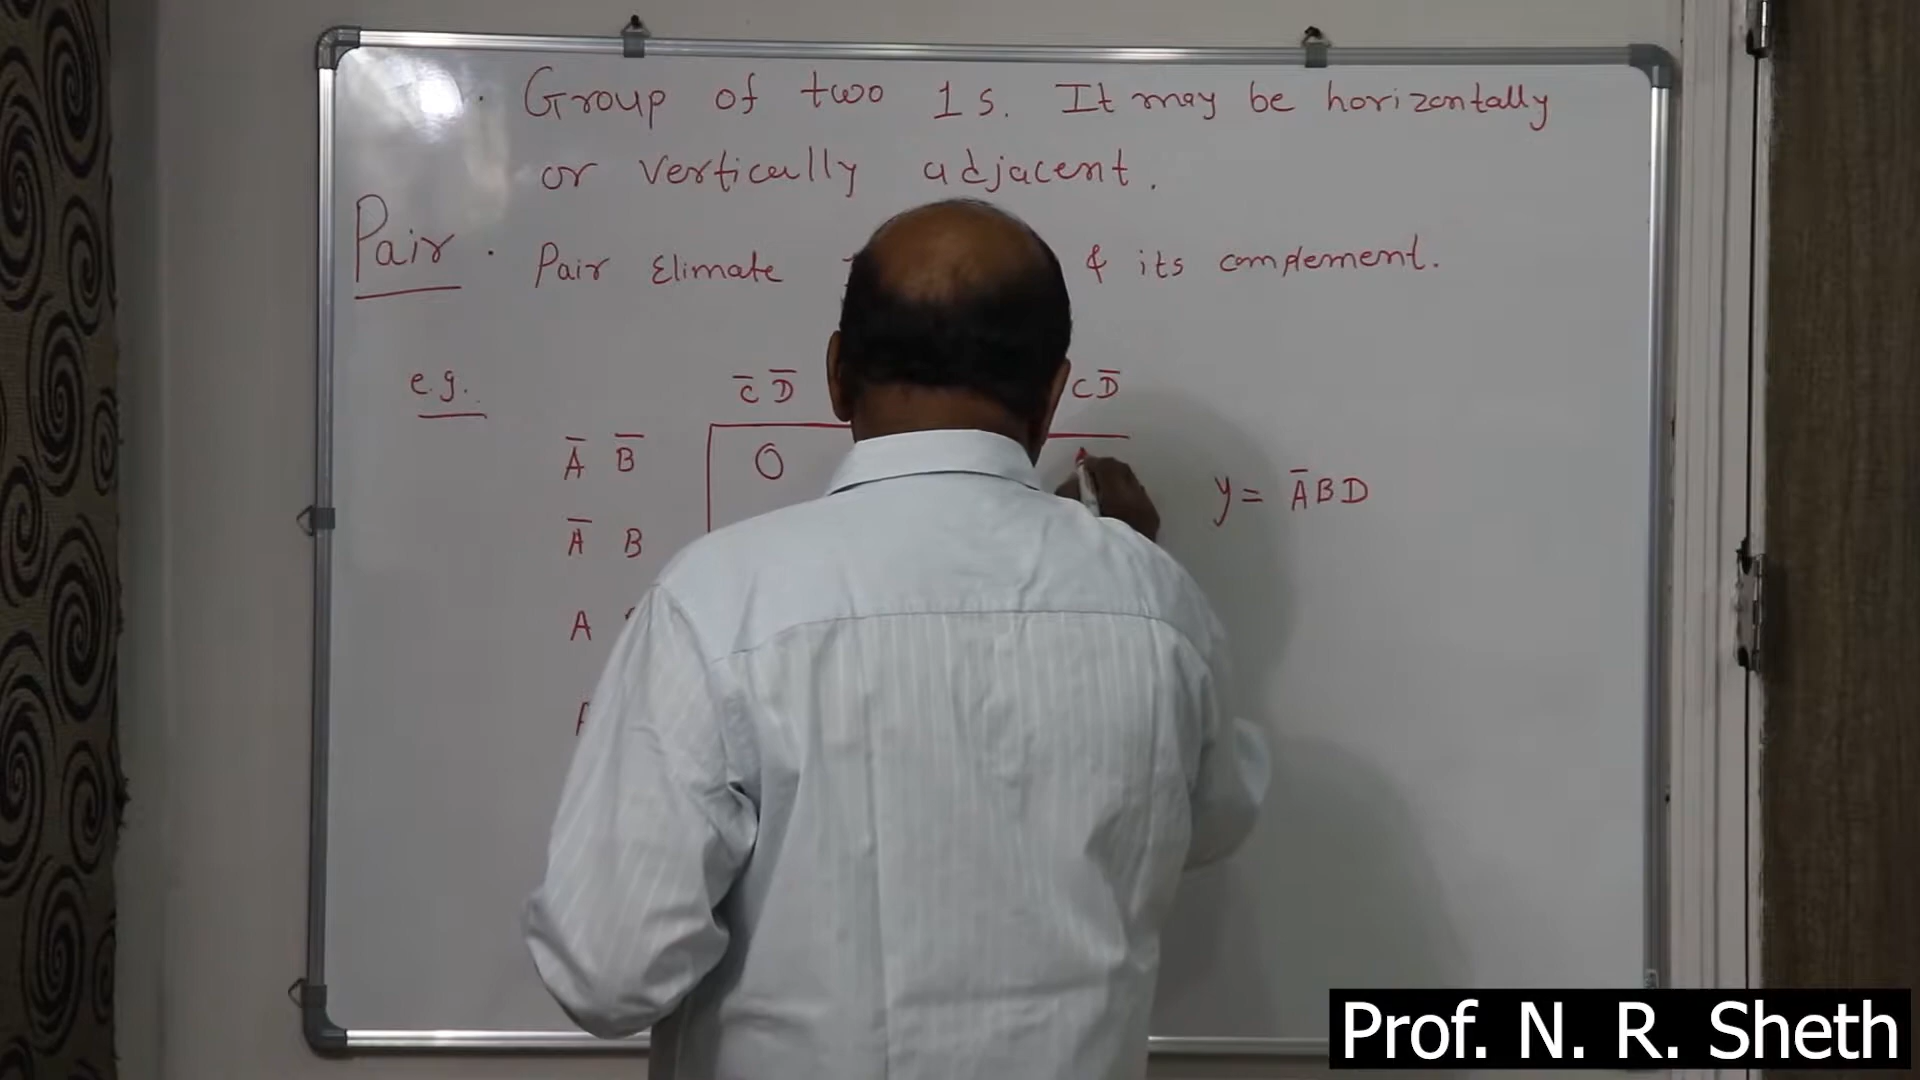 · Group of two 1s. It may be horizontally
or vertically adjacent.
Pair · Pair Elimate & its complement.
e.g.
C̅ D̅ C D̅
A̅ B̅ 0
A̅ B
A
A
y = A̅BD
Prof. N. R. Sheth